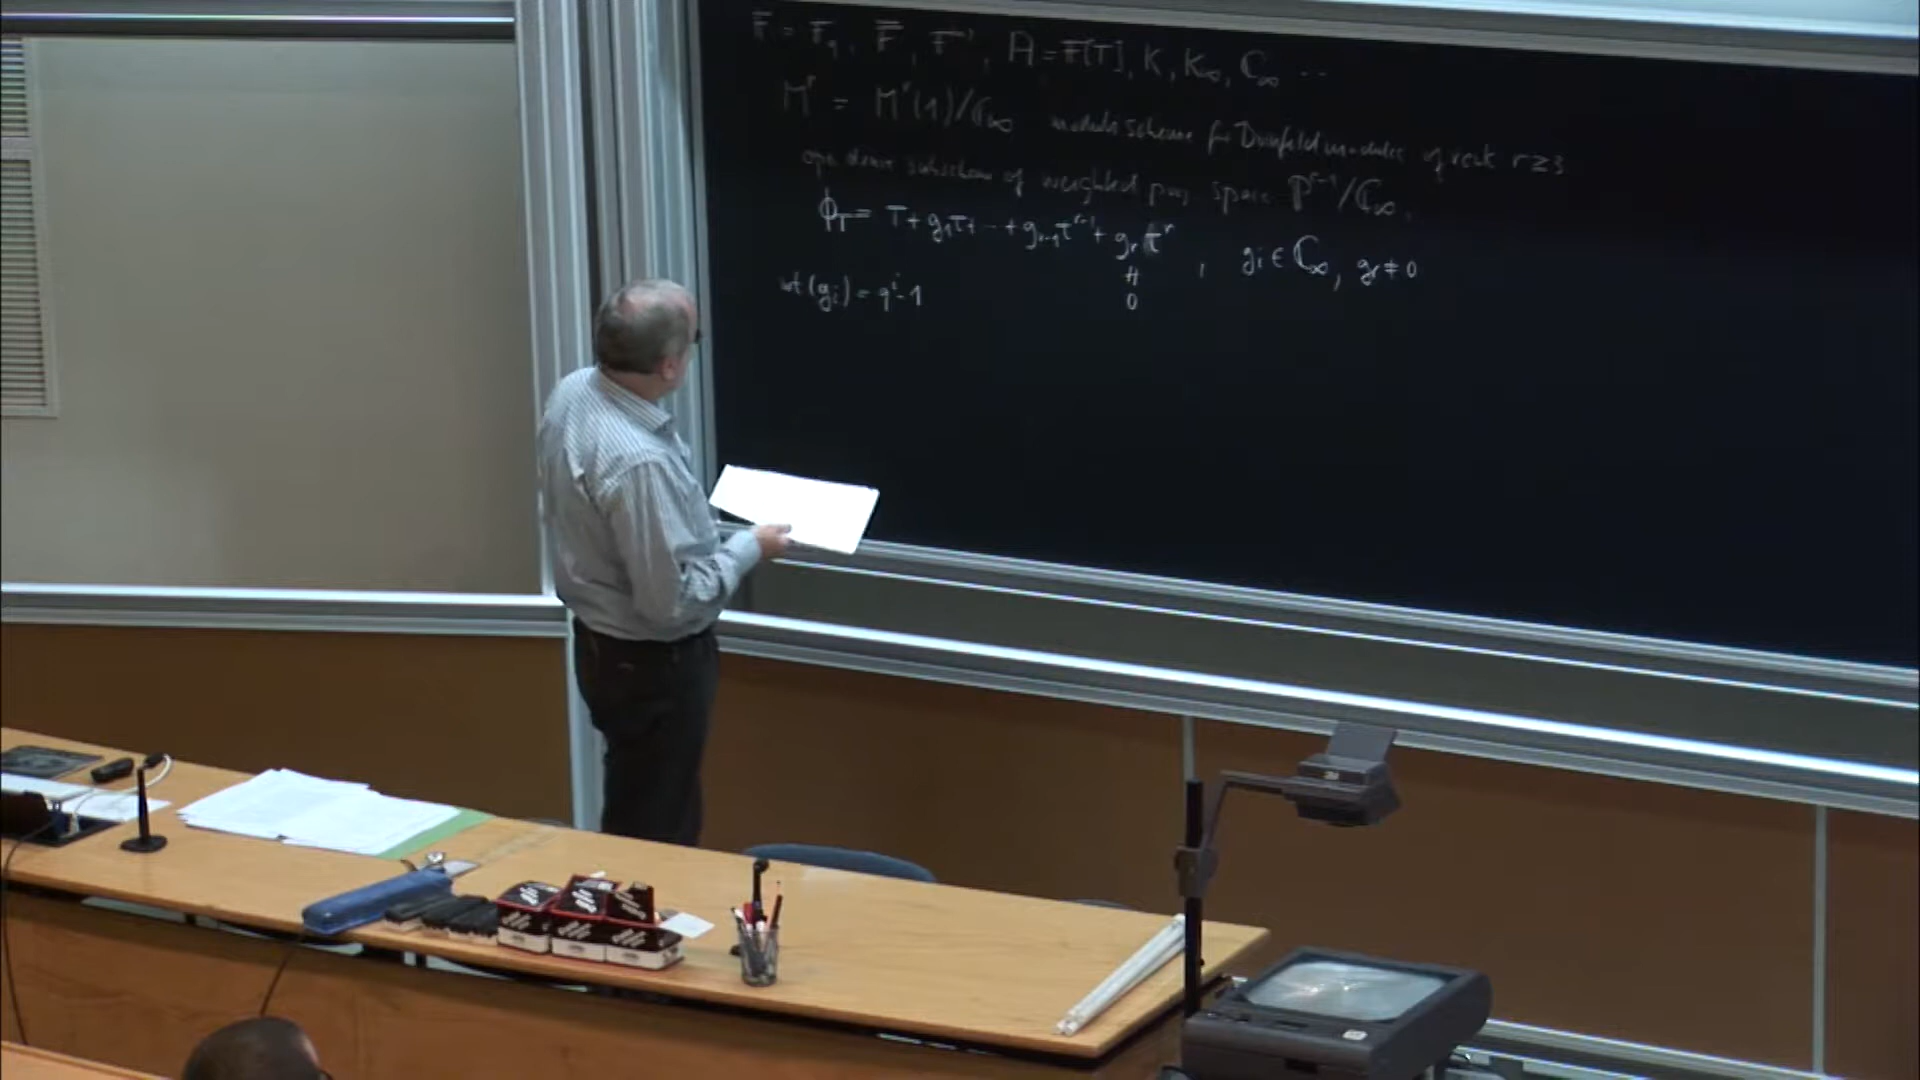 𝔽 = 𝔽_q, 𝔽̄, 𝔽', A = 𝔽[T], K, K_∞, ℂ_∞ ...
M^r = M^r(1)/ℂ_∞ moduli scheme for Drinfeld modules of rank r ≥ 3
open dense subscheme of weighted proj space ℙ^{r-1}/ℂ_∞.
ϕ_T = T + g_1τ + ... + g_{r-1}τ^{r-1} + g_r τ^r , g_i ∈ ℂ_∞, g_r ≠ 0
≠
wt(g_i) = q^i - 1
0